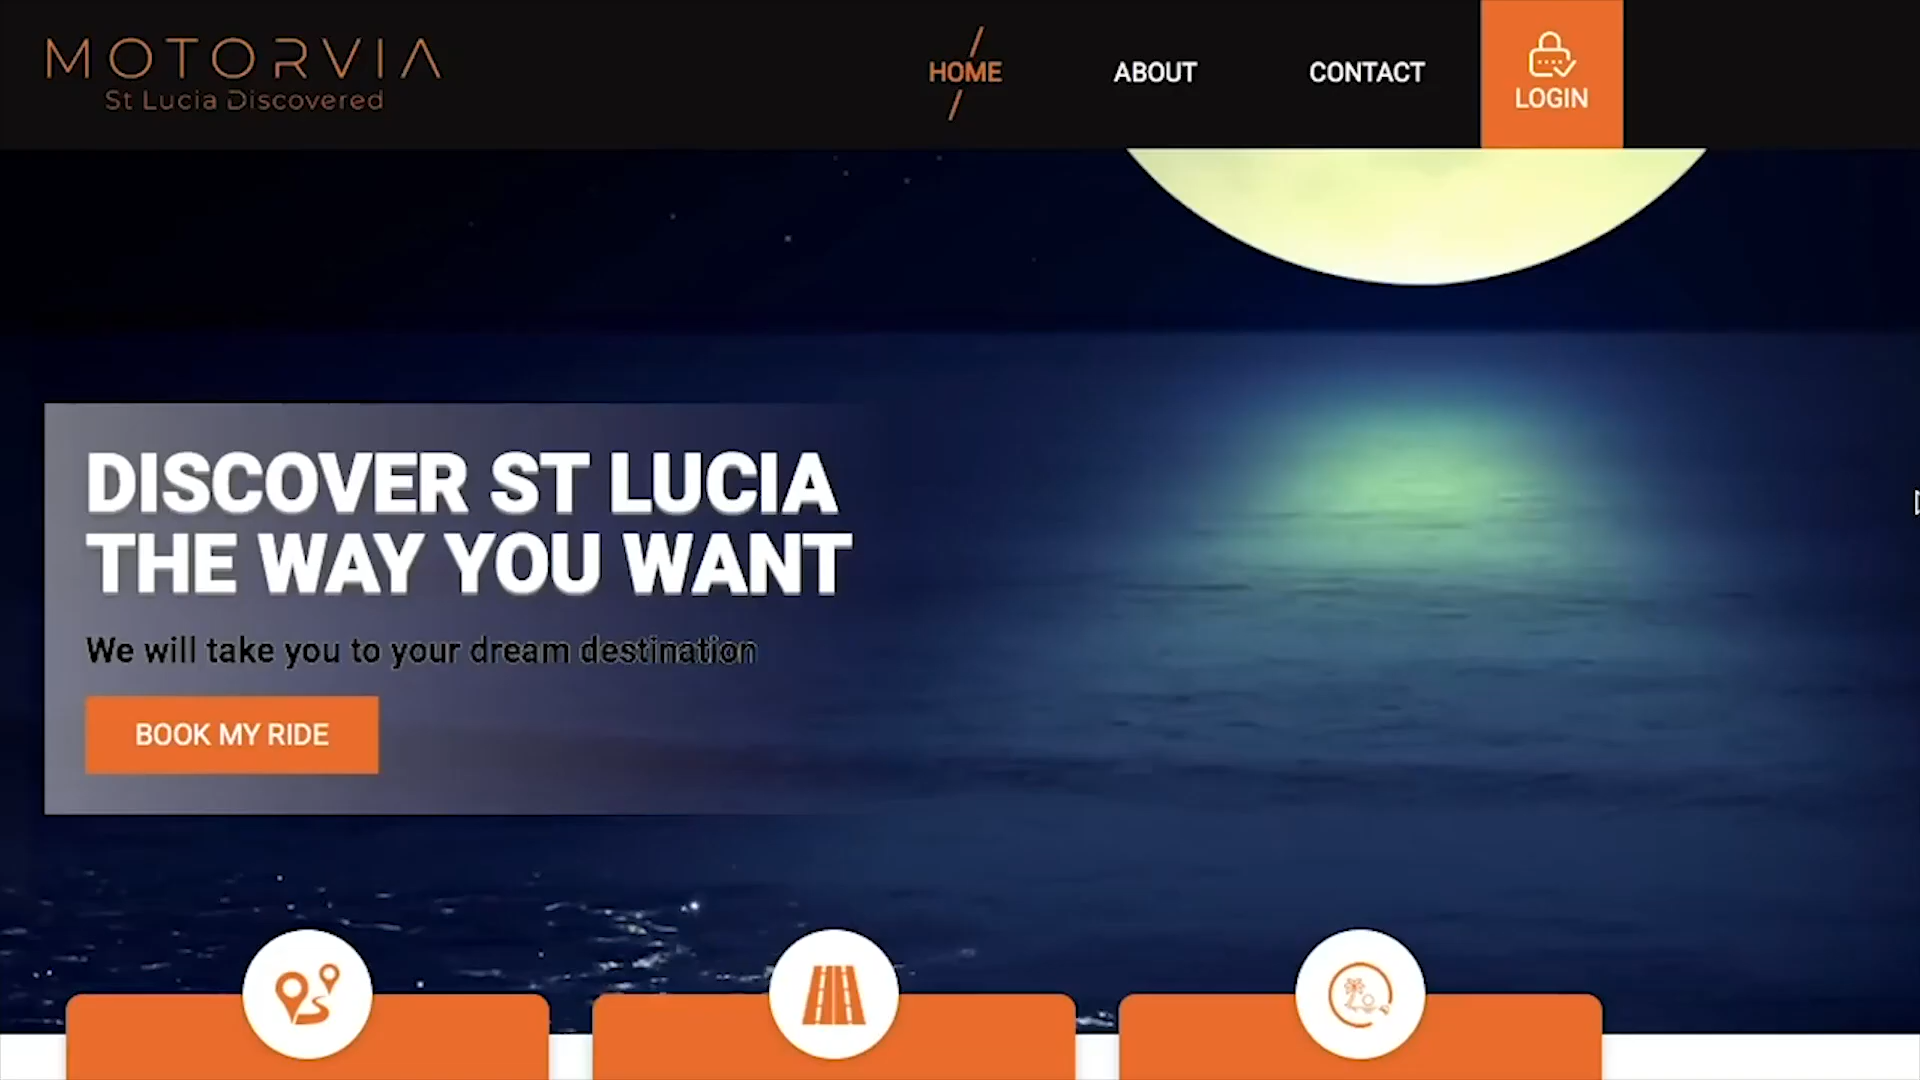 MOTORVIA
St Lucia Discovered
HOME
ABOUT
CONTACT
LOGIN
DISCOVER ST LUCIA
THE WAY YOU WANT
We will take you to your dream destination
BOOK MY RIDE